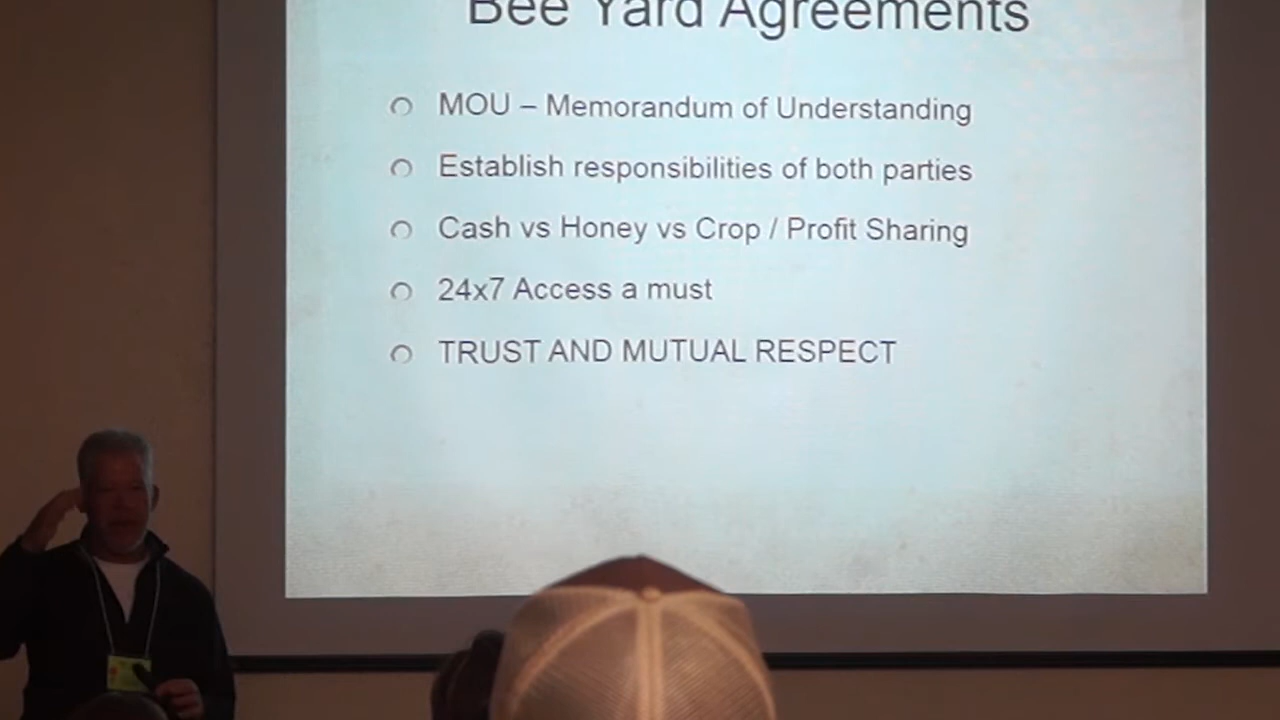 Bee Yard Agreements
MOU – Memorandum of Understanding
Establish responsibilities of both parties
Cash vs Honey vs Crop / Profit Sharing
24x7 Access a must
TRUST AND MUTUAL RESPECT